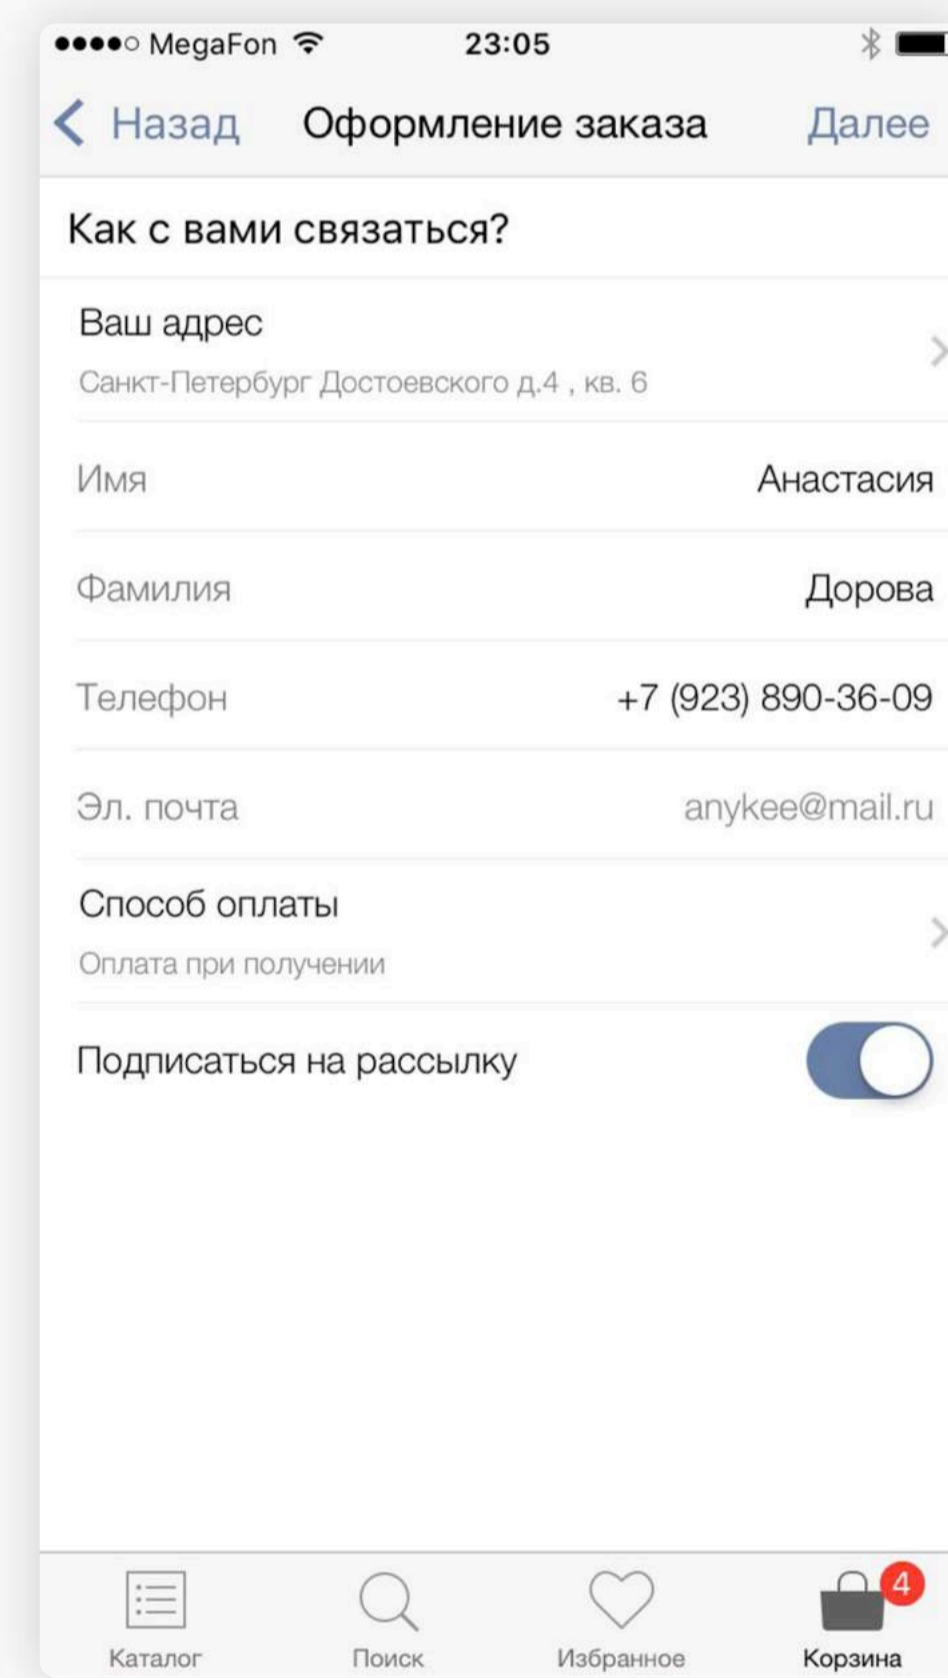 MegaFon 23:05
Назад Оформление заказа Далее
Как с вами связаться?
Ваш адрес
Санкт-Петербург Достоевского д.4 , кв. 6
Имя Анастасия
Фамилия Дорова
Телефон +7 (923) 890-36-09
Эл. почта anykee@mail.ru
Способ оплаты
Оплата при получении
Подписаться на рассылку
4
Каталог Поиск Избранное Корзина